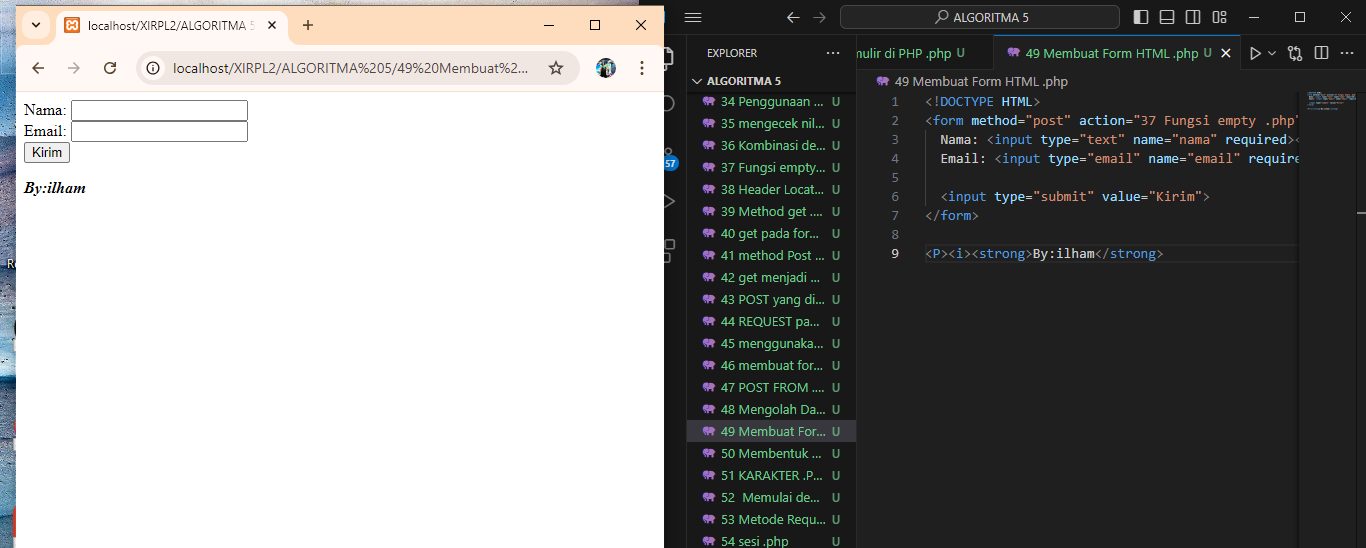 localhost/XIRPL2/ALGORITMA 5
localhost/XIRPL2/ALGORITMA%205/49%20Membuat%2...
Nama:
Email:
Kirim
By:ilham
ALGORITMA 5
EXPLORER
ALGORITMA 5
34 Penggunaan ... U
35 mengecek nil... U
36 Kombinasi de... U
37 Fungsi empty... U
38 Header Locat... U
39 Method get .... U
40 get pada for... U
41 method Post ... U
42 get menjadi ... U
43 POST yang di... U
44 REQUEST pa... U
45 menggunaka... U
46 membuat for... U
47 POST FROM .... U
48 Mengolah Da... U
49 Membuat For... U
50 Membentuk ... U
51 KARAKTER .P... U
52  Memulai de... U
53 Metode Requ... U
54 sesi .php U
57
mulir di PHP .php U
49 Membuat Form HTML .php U
49 Membuat Form HTML .php
1 <!DOCTYPE HTML>
2 <form method="post" action="37 Fungsi empty .php"
3 Nama: <input type="text" name="nama" required><
4 Email: <input type="email" name="email" require
5
6 <input type="submit" value="Kirim">
7 </form>
8
9 <P><i><strong>By:ilham</strong>